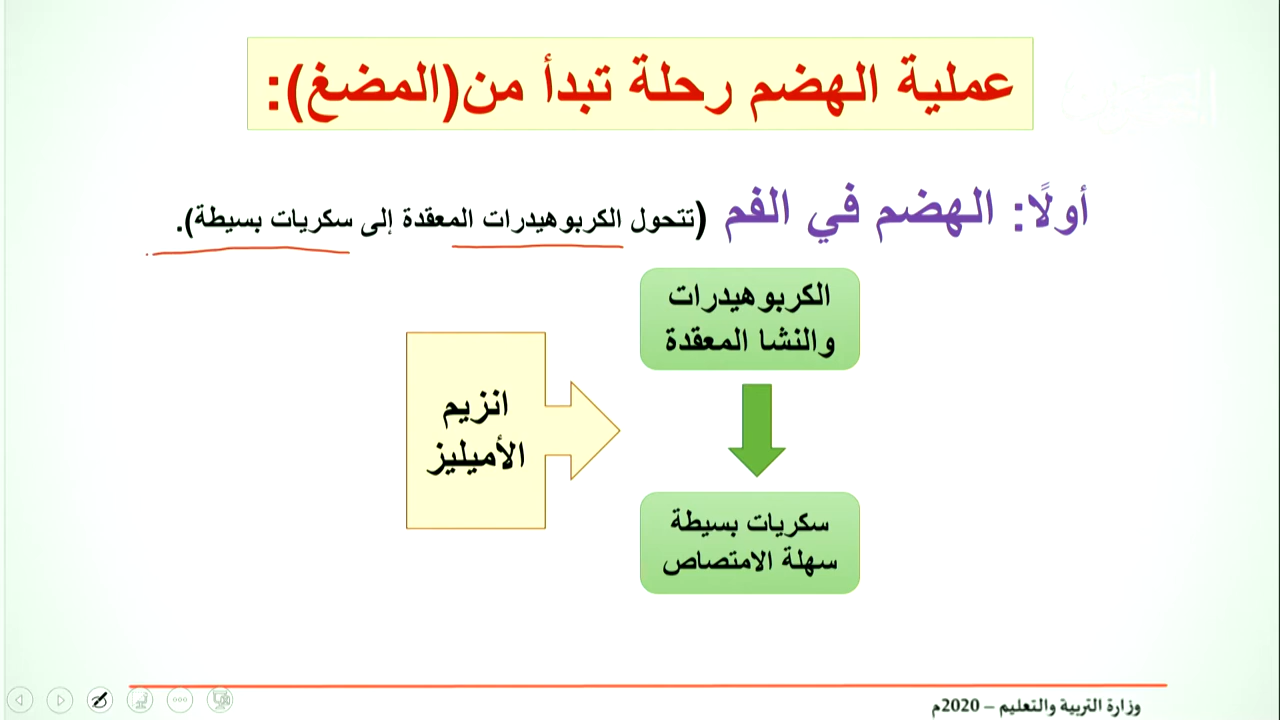 عملية الهضم رحلة تبدأ من(المضغ):
أولًا: الهضم في الفم (تتحول الكربوهيدرات المعقدة إلى سكريات بسيطة).
الكربوهيدرات
والنشا المعقدة
انزيم
الأميليز
سكريات بسيطة
سهلة الامتصاص
وزارة التربية والتعليم – 2020م